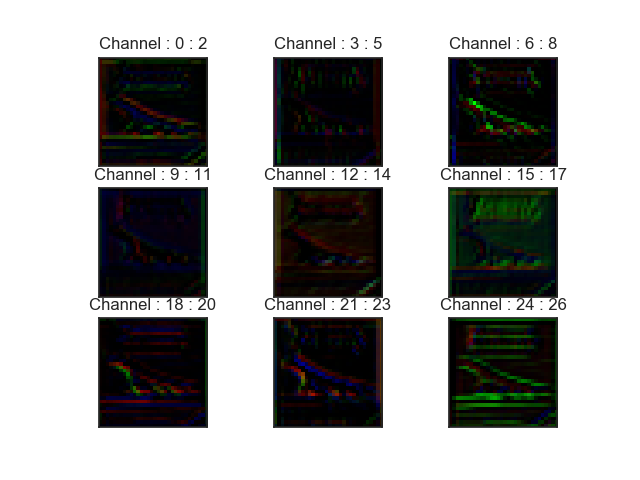 Channel : 0 : 2
Channel : 3 : 5
Channel : 6 : 8
Channel : 9 : 11
Channel : 12 : 14
Channel : 15 : 17
Channel : 18 : 20
Channel : 21 : 23
Channel : 24 : 26